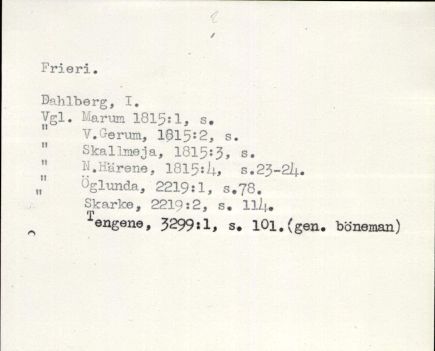 Frieri.
Dahlberg, I.
Vgl. Marum 1815:1, s.
" V.Gerum, 1815:2, s.
" Skallmeja, 1815:3, s.
" N.Härene, 1815:4, s.23-24.
" Öglunda, 2219:1, s.78.
" Skarke, 2219:2, s. 114.
Tengene, 3299:1, s. 101.(gen. böneman)